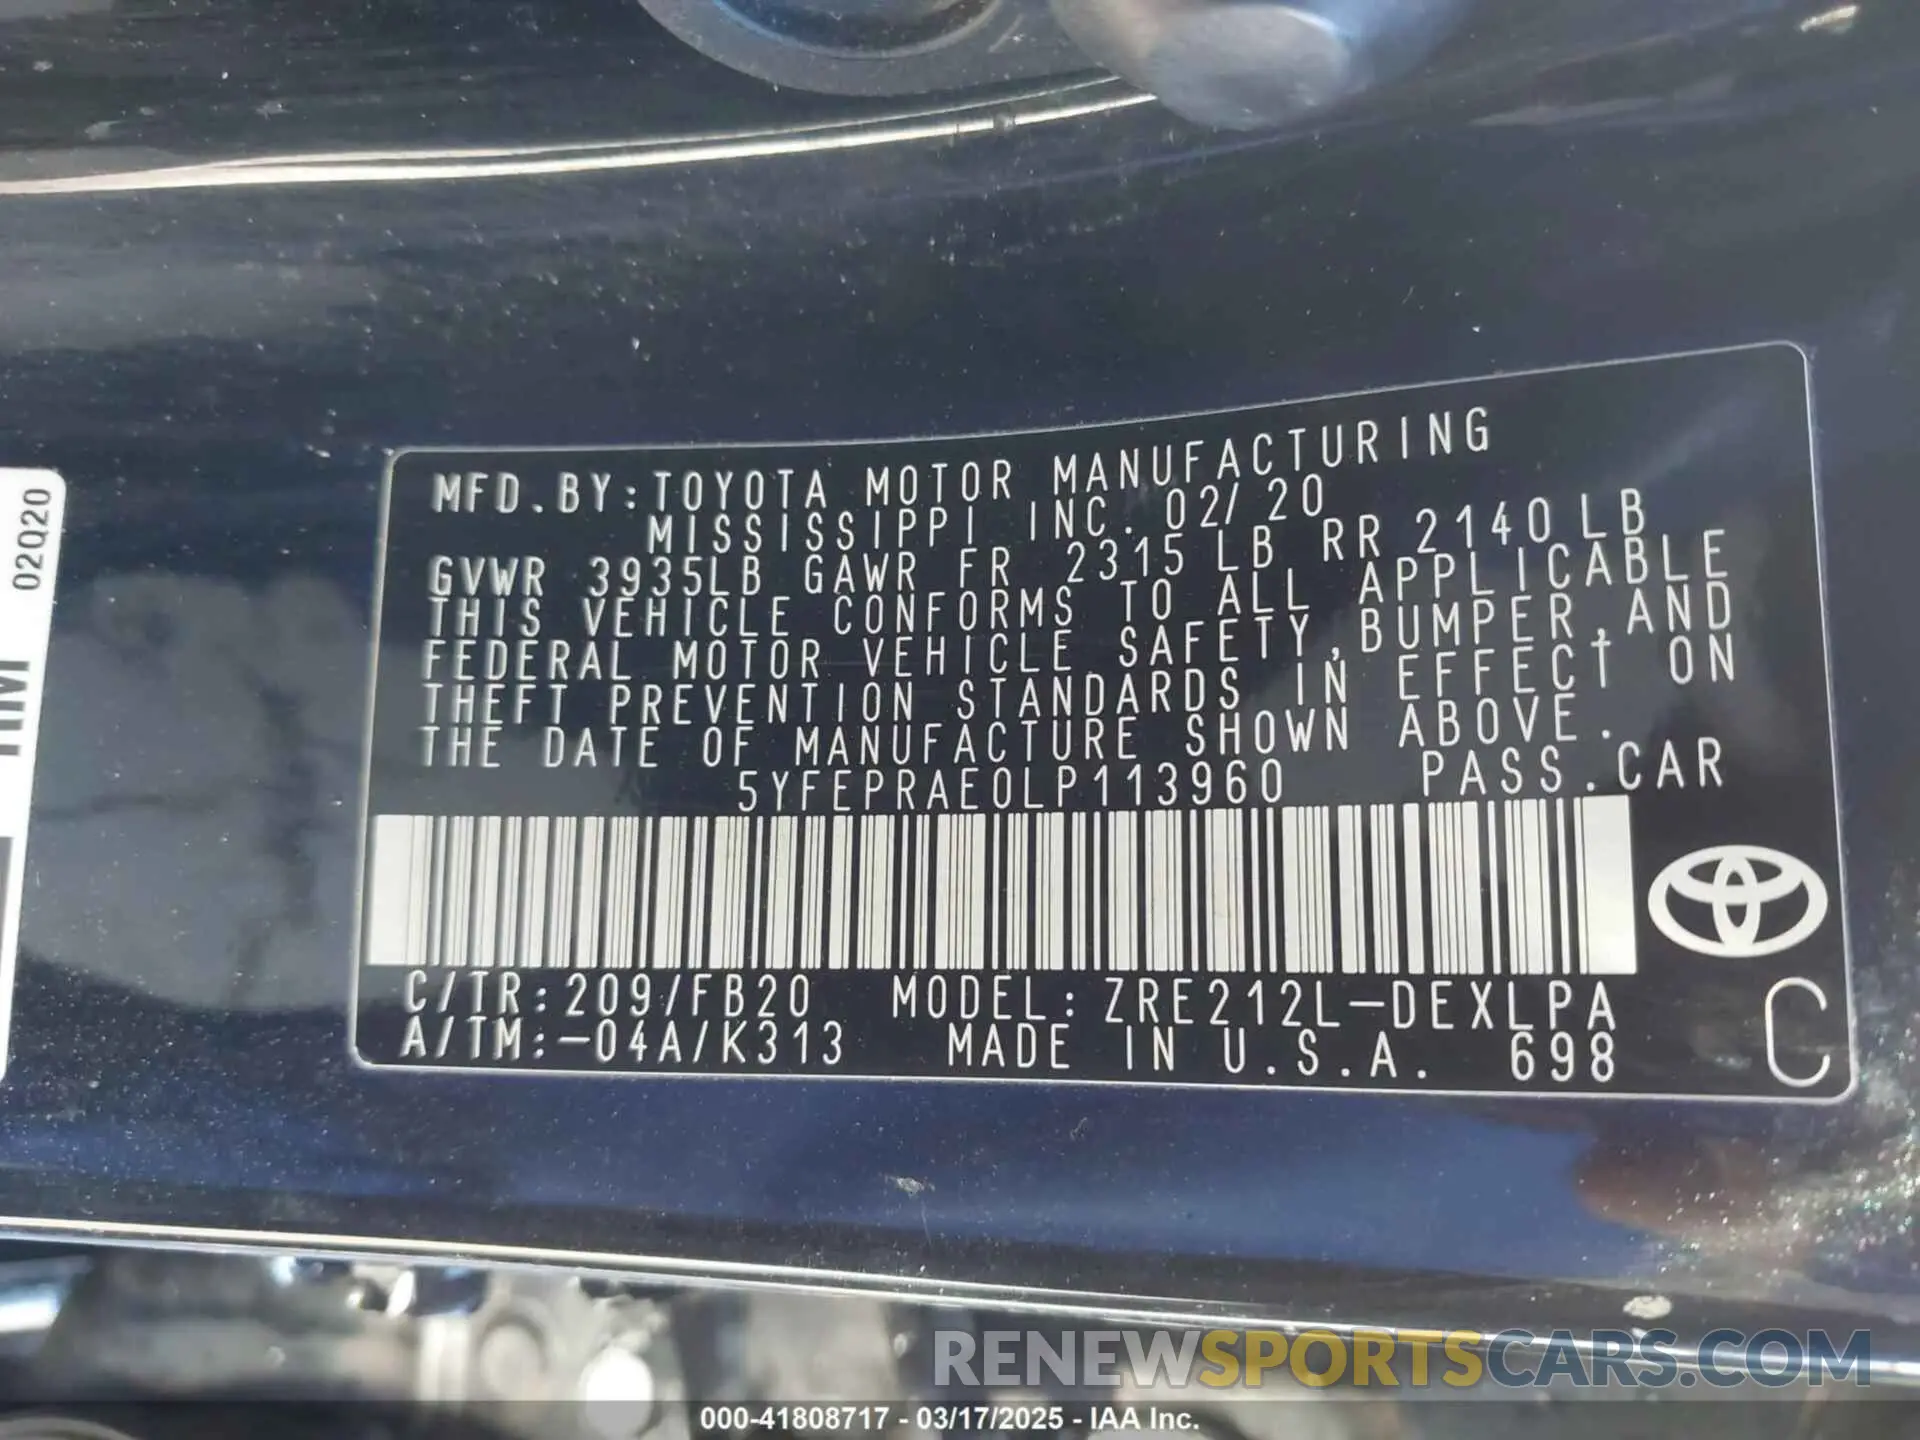 02Q20
MFD.BY:TOYOTA MOTOR MANUFACTURING
MISSISSIPPI INC. 02/20
GVWR 3935LB GAWR FR 2315 LB RR 2140LB
THIS VEHICLE CONFORMS TO ALL APPLICABLE
FEDERAL MOTOR VEHICLE SAFETY,BUMPER,AND
THEFT PREVENTION STANDARDS IN EFFECT ON
THE DATE OF MANUFACTURE SHOWN ABOVE.
5YFEPRAE0LP113960 PASS.CAR
C/TR:209/FB20 MODEL:ZRE212L-DEXLPA
A/TM:-04A/K313 MADE IN U.S.A. 698
C
RENEWSPORTSCARS.COM
000-41808717 - 03/17/2025 - IAA Inc.